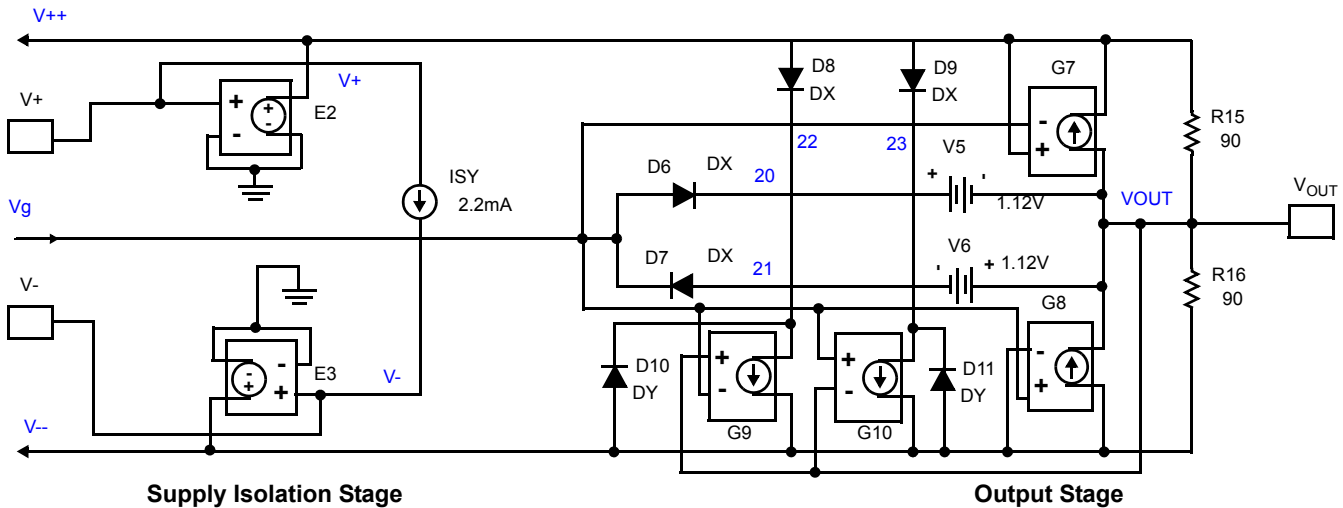 V++
V+
V+
+
-
+
-
E2
ISY
2.2mA
Vg
V-
-
+
-
+
E3
V-
V--
D8
DX
D9
DX
G7
-
+
R15
90
22
23
D6
DX
20
V5
+
-
1.12V
VOUT
VOUT
D7
DX
21
V6
-
+ 1.12V
G8
R16
90
D10
DY
+
-
G9
+
-
G10
D11
DY
-
+
Supply Isolation Stage
Output Stage